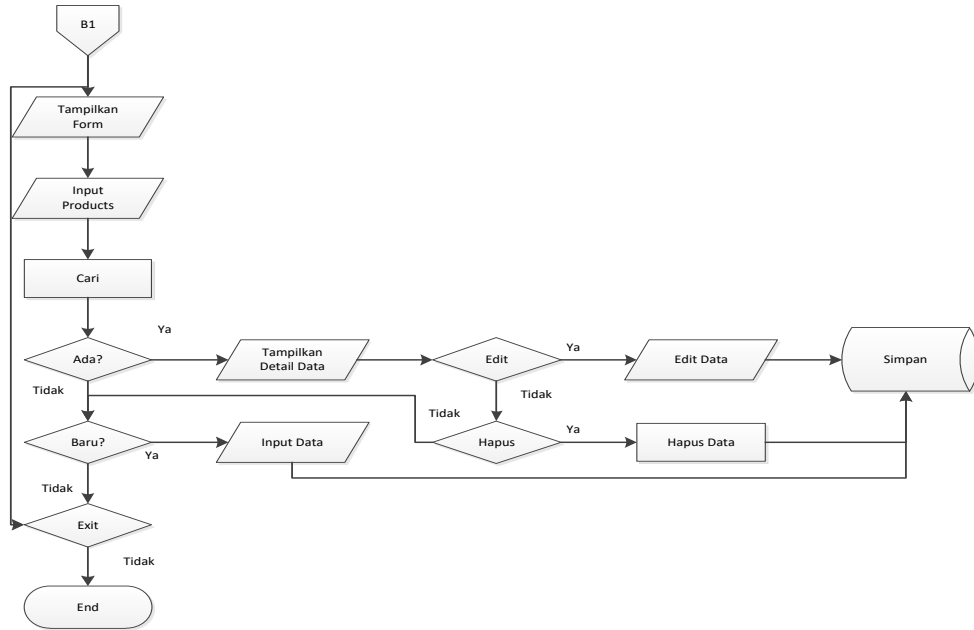 B1
Tampilkan
Form
Input
Products
Cari
Ya
Ada?
Tampilkan
Detail Data
Edit
Ya
Edit Data
Simpan
Tidak
Tidak
Tidak
Baru?
Ya
Input Data
Hapus
Ya
Hapus Data
Tidak
Exit
Tidak
End